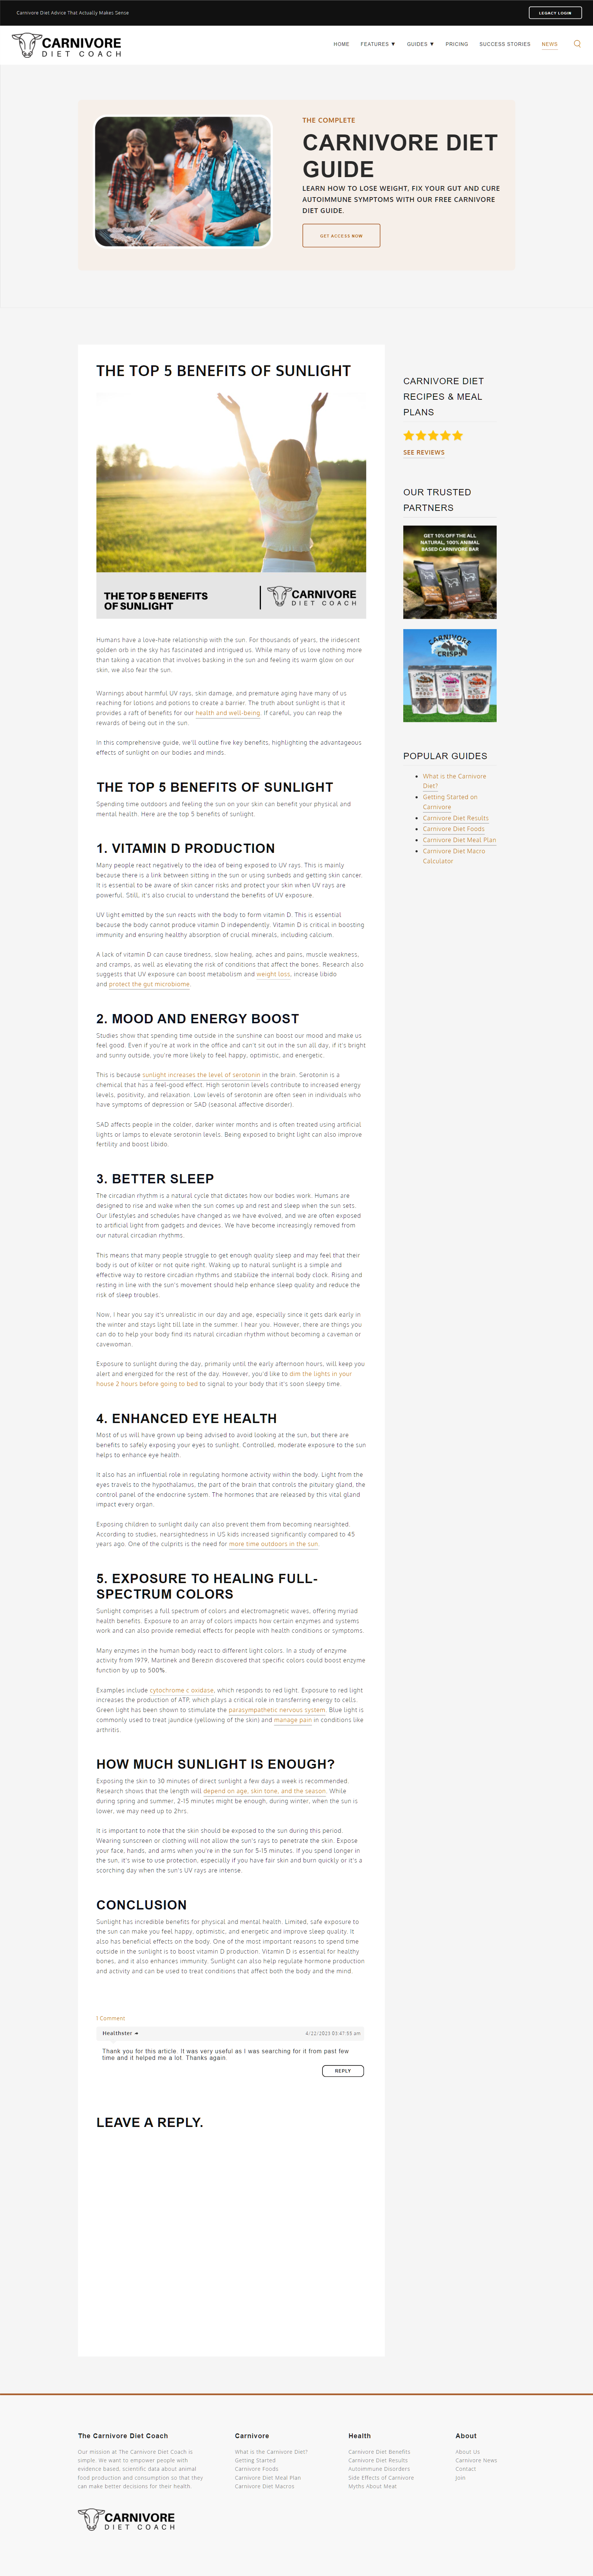 Carnivore Diet Advice That Actually Makes Sense
LEGACY LOGIN
CARNIVORE
DIET COACH
HOME FEATURES ▼ GUIDES ▼ PRICING SUCCESS STORIES NEWS
THE COMPLETE
CARNIVORE DIET
GUIDE
LEARN HOW TO LOSE WEIGHT, FIX YOUR GUT AND CURE
AUTOIMMUNE SYMPTOMS WITH OUR FREE CARNIVORE
DIET GUIDE.
GET ACCESS NOW
THE TOP 5 BENEFITS OF SUNLIGHT
THE TOP 5 BENEFITS
OF SUNLIGHT
CARNIVORE
DIET COACH
Humans have a love-hate relationship with the sun. For thousands of years, the iridescent
golden orb in the sky has fascinated and intrigued us. While many of us love nothing more
than taking a vacation that involves basking in the sun and feeling its warm glow on our
skin, we also fear the sun.
Warnings about harmful UV rays, skin damage, and premature aging have many of us
reaching for lotions and potions to create a barrier. The truth about sunlight is that it
provides a raft of benefits for our health and well-being. If careful, you can reap the
rewards of being out in the sun.
In this comprehensive guide, we'll outline five key benefits, highlighting the advantageous
effects of sunlight on our bodies and minds.
THE TOP 5 BENEFITS OF SUNLIGHT
Spending time outdoors and feeling the sun on your skin can benefit your physical and
mental health. Here are the top 5 benefits of sunlight.
1. VITAMIN D PRODUCTION
Many people react negatively to the idea of being exposed to UV rays. This is mainly
because there is a link between sitting in the sun or using sunbeds and getting skin cancer.
It is essential to be aware of skin cancer risks and protect your skin when UV rays are
powerful. Still, it's also crucial to understand the benefits of UV exposure.
UV light emitted by the sun reacts with the body to form vitamin D. This is essential
because the body cannot produce vitamin D independently. Vitamin D is critical in boosting
immunity and ensuring healthy absorption of crucial minerals, including calcium.
A lack of vitamin D can cause tiredness, slow healing, aches and pains, muscle weakness,
and cramps, as well as elevating the risk of conditions that affect the bones. Research also
suggests that UV exposure can boost metabolism and weight loss, increase libido
and protect the gut microbiome.
2. MOOD AND ENERGY BOOST
Studies show that spending time outside in the sunshine can boost our mood and make us
feel good. Even if you're at work in the office and can't sit out in the sun all day, if it's bright
and sunny outside, you're more likely to feel happy, optimistic, and energetic.
This is because sunlight increases the level of serotonin in the brain. Serotonin is a
chemical that has a feel-good effect. High serotonin levels contribute to increased energy
levels, positivity, and relaxation. Low levels of serotonin are often seen in individuals who
have symptoms of depression or SAD (seasonal affective disorder).
SAD affects people in the colder, darker winter months and is often treated using artificial
lights or lamps to elevate serotonin levels. Being exposed to bright light can also improve
fertility and boost libido.
3. BETTER SLEEP
The circadian rhythm is a natural cycle that dictates how our bodies work. Humans are
designed to rise and wake when the sun comes up and rest and sleep when the sun sets.
Our lifestyles and schedules have changed as we have evolved, and we are often exposed
to artificial light from gadgets and devices. We have become increasingly removed from
our natural circadian rhythms.
This means that many people struggle to get enough quality sleep and may feel that their
body is out of kilter or not quite right. Waking up to natural sunlight is a simple and
effective way to restore circadian rhythms and stabilize the internal body clock. Rising and
resting in line with the sun's movement should help enhance sleep quality and reduce the
risk of sleep troubles.
Now, I hear you say it's unrealistic in our day and age, especially since it gets dark early in
the winter and stays light till late in the summer. I hear you. However, there are things you
can do to help your body find its natural circadian rhythm without becoming a caveman or
cavewoman.
Exposure to sunlight during the day, primarily until the early afternoon hours, will keep you
alert and energized for the rest of the day. However, you'd like to dim the lights in your
house 2 hours before going to bed to signal to your body that it's soon sleepy time.
4. ENHANCED EYE HEALTH
Most of us will have grown up being advised to avoid looking at the sun, but there are
benefits to safely exposing your eyes to sunlight. Controlled, moderate exposure to the sun
helps to enhance eye health.
It also has an influential role in regulating hormone activity within the body. Light from the
eyes travels to the hypothalamus, the part of the brain that controls the pituitary gland, the
control panel of the endocrine system. The hormones that are released by this vital gland
impact every organ.
Exposing children to sunlight daily can also prevent them from becoming nearsighted.
According to studies, nearsightedness in US kids increased significantly compared to 45
years ago. One of the culprits is the need for more time outdoors in the sun.
5. EXPOSURE TO HEALING FULL-
SPECTRUM COLORS
Sunlight comprises a full spectrum of colors and electromagnetic waves, offering myriad
health benefits. Exposure to an array of colors impacts how certain enzymes and systems
work and can also provide remedial effects for people with health conditions or symptoms.
Many enzymes in the human body react to different light colors. In a study of enzyme
activity from 1979, Martinek and Berezin discovered that specific colors could boost enzyme
function by up to 500%.
Examples include cytochrome c oxidase, which responds to red light. Exposure to red light
increases the production of ATP, which plays a critical role in transferring energy to cells.
Green light has been shown to stimulate the parasympathetic nervous system. Blue light is
commonly used to treat jaundice (yellowing of the skin) and manage pain in conditions like
arthritis.
HOW MUCH SUNLIGHT IS ENOUGH?
Exposing the skin to 30 minutes of direct sunlight a few days a week is recommended.
Research shows that the length will depend on age, skin tone, and the season. While
during spring and summer, 2-15 minutes might be enough, during winter, when the sun is
lower, we may need up to 2hrs.
It is important to note that the skin should be exposed to the sun during this period.
Wearing sunscreen or clothing will not allow the sun's rays to penetrate the skin. Expose
your face, hands, and arms when you're in the sun for 5-15 minutes. If you spend longer in
the sun, it's wise to use protection, especially if you have fair skin and burn quickly or it's a
scorching day when the sun's UV rays are intense.
CONCLUSION
Sunlight has incredible benefits for physical and mental health. Limited, safe exposure to
the sun can make you feel happy, optimistic, and energetic and improve sleep quality. It
also has beneficial effects on the body. One of the most important reasons to spend time
outside in the sunlight is to boost vitamin D production. Vitamin D is essential for healthy
bones, and it also enhances immunity. Sunlight can also help regulate hormone production
and activity and can be used to treat conditions that affect both the body and the mind.
1 Comment
Healthster
4/22/2023 03:47:55 am
Thank you for this article. It was very useful as I was searching for it from past few
time and it helped me a lot. Thanks again.
REPLY
LEAVE A REPLY.
CARNIVORE DIET
RECIPES & MEAL
PLANS
SEE REVIEWS
OUR TRUSTED
PARTNERS
GET 10% OFF THE ALL
NATURAL, 100% ANIMAL
BASED CARNIVORE BAR
CARNIVORE
CRISPS
POPULAR GUIDES
What is the Carnivore
Diet?
Getting Started on
Carnivore
Carnivore Diet Results
Carnivore Diet Foods
Carnivore Diet Meal Plan
Carnivore Diet Macro
Calculator
The Carnivore Diet Coach
Our mission at The Carnivore Diet Coach is
simple. We want to empower people with
evidence based, scientific data about animal
food production and consumption so that they
can make better decisions for their health.
CARNIVORE
DIET COACH
Carnivore
What is the Carnivore Diet?
Getting Started
Carnivore Foods
Carnivore Diet Meal Plan
Carnivore Diet Macros
Health
Carnivore Diet Benefits
Carnivore Diet Results
Autoimmune Disorders
Side Effects of Carnivore
Myths About Meat
About
About Us
Carnivore News
Contact
Join